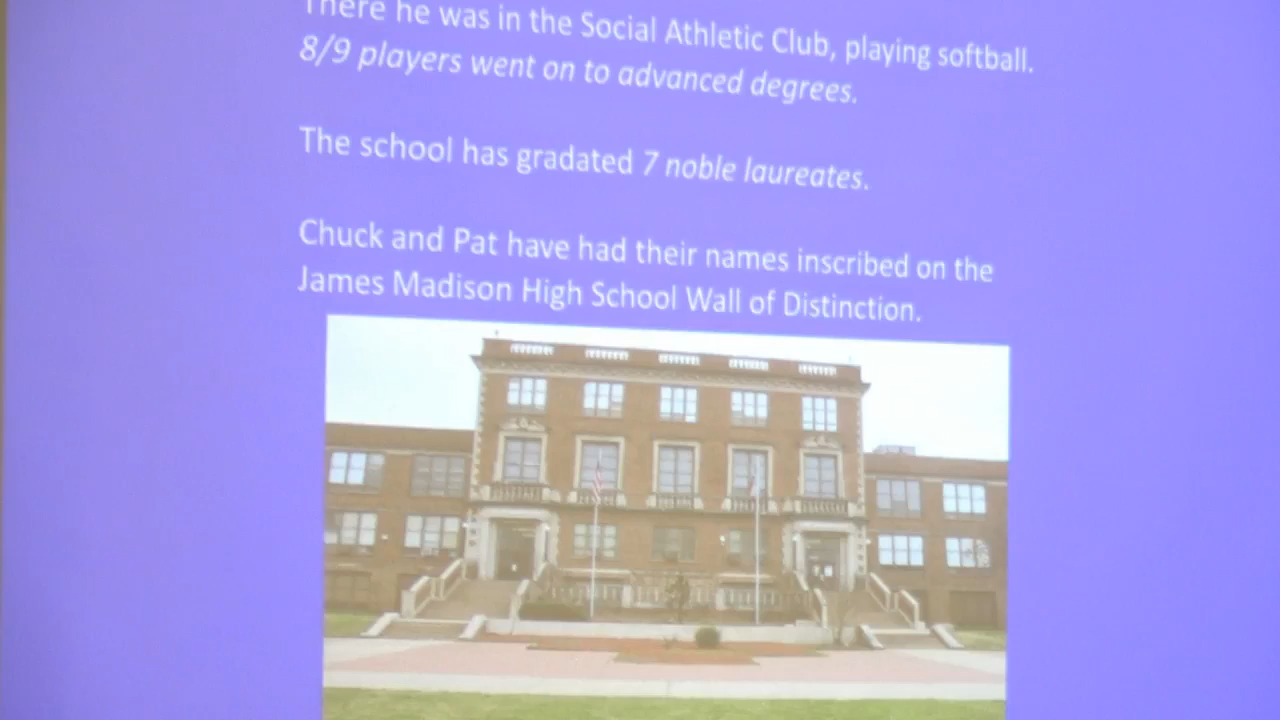 There he was in the Social Athletic Club, playing softball.
8/9 players went on to advanced degrees.
The school has gradated 7 noble laureates.
Chuck and Pat have had their names inscribed on the
James Madison High School Wall of Distinction.